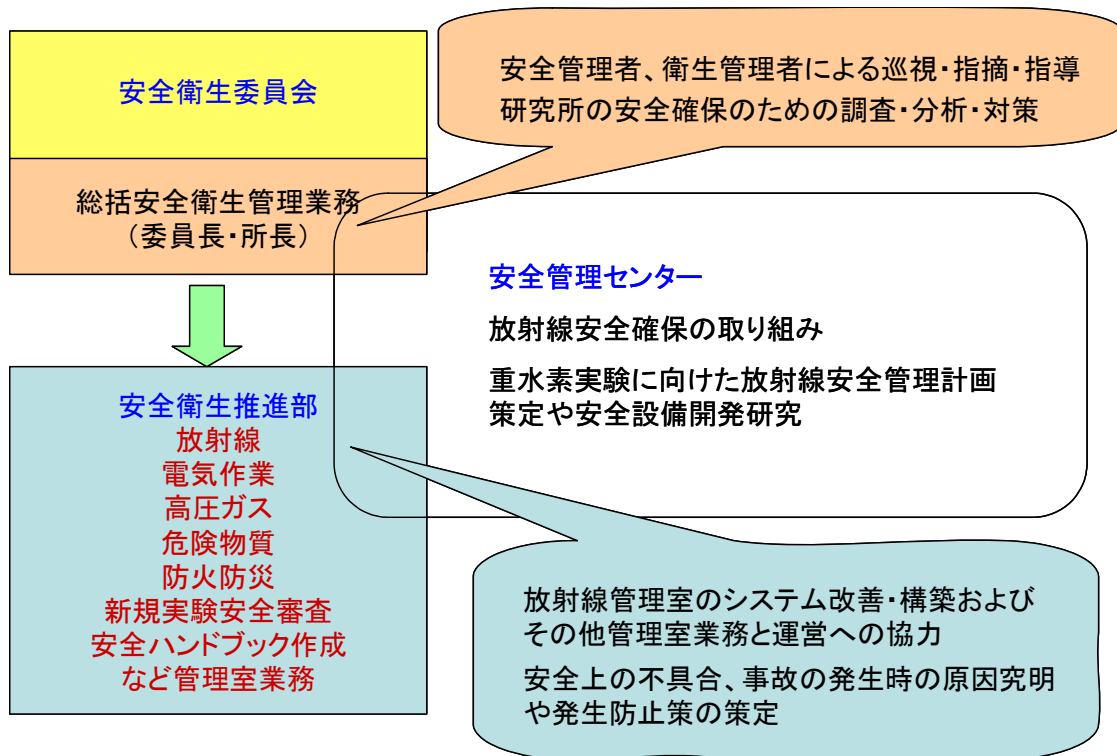 安全衛生委員会
総括安全衛生管理業務
(委員長・所長)
安全管理者、衛生管理者による巡視・指摘・指導
研究所の安全確保のための調査・分析・対策
安全管理センター
放射線安全確保の取り組み
重水素実験に向けた放射線安全管理計画
策定や安全設備開発研究
安全衛生推進部
放射線
電気作業
高圧ガス
危険物質
防火防災
新規実験安全審査
安全ハンドブック作成
など管理室業務
放射線管理室のシステム改善・構築および
その他管理室業務と運営への協力
安全上の不具合、事故の発生時の原因究明
や発生防止策の策定